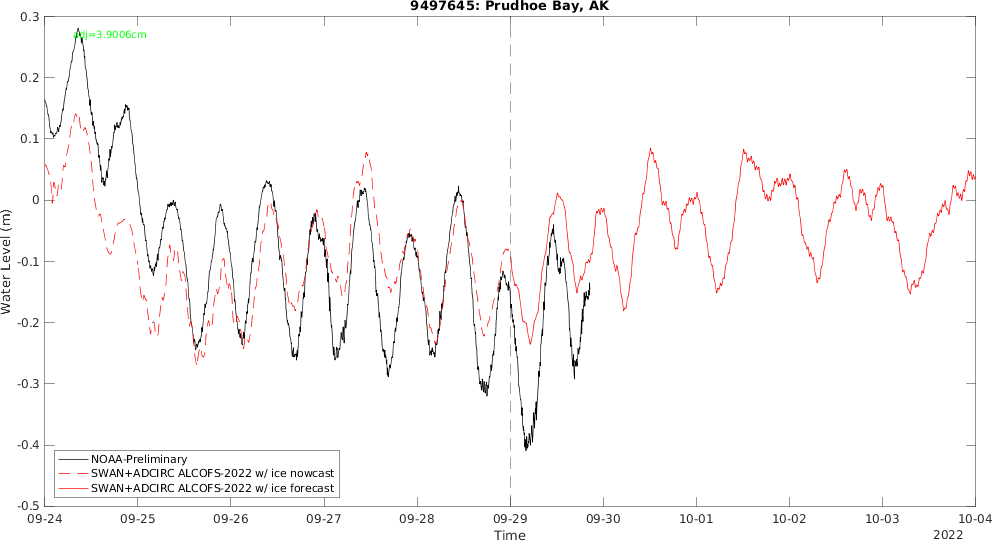 9497645: Prudhoe Bay, AK
adj=3.9006cm
0.3
0.2
0.1
0
-0.1
-0.2
-0.3
-0.4
-0.5
Water Level (m)
NOAA-Preliminary
SWAN+ADCIRC ALCOFS-2022 w/ ice nowcast
SWAN+ADCIRC ALCOFS-2022 w/ ice forecast
09-24 09-25 09-26 09-27 09-28 09-29 09-30 10-01 10-02 10-03 10-04
Time
2022